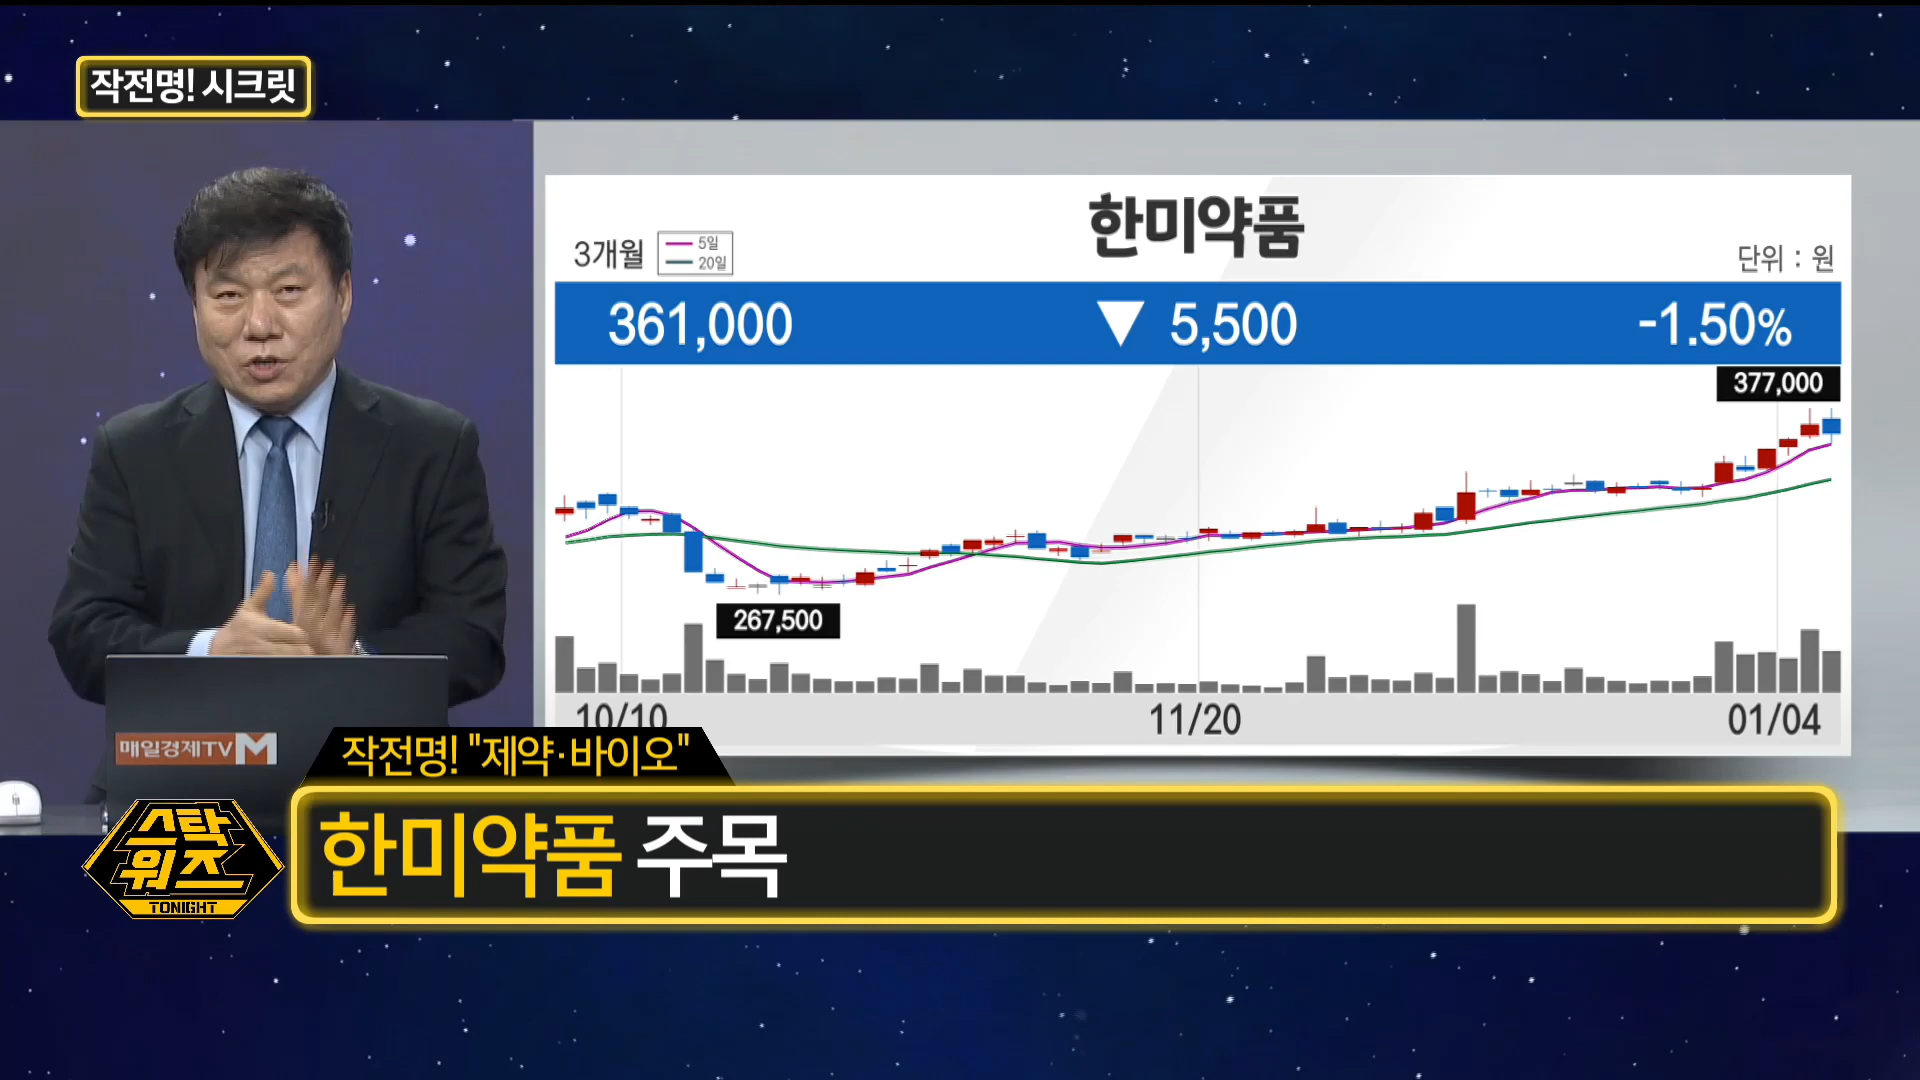 작전명! 시크릿
한미약품
3개월
5일
20일
단위 : 원
361,000 ▼ 5,500 -1.50%
377,000
267,500
10/10 11/20 01/04
매일경제TV M
작전명! "제약·바이오"
스탁
워즈
TONIGHT
한미약품 주목